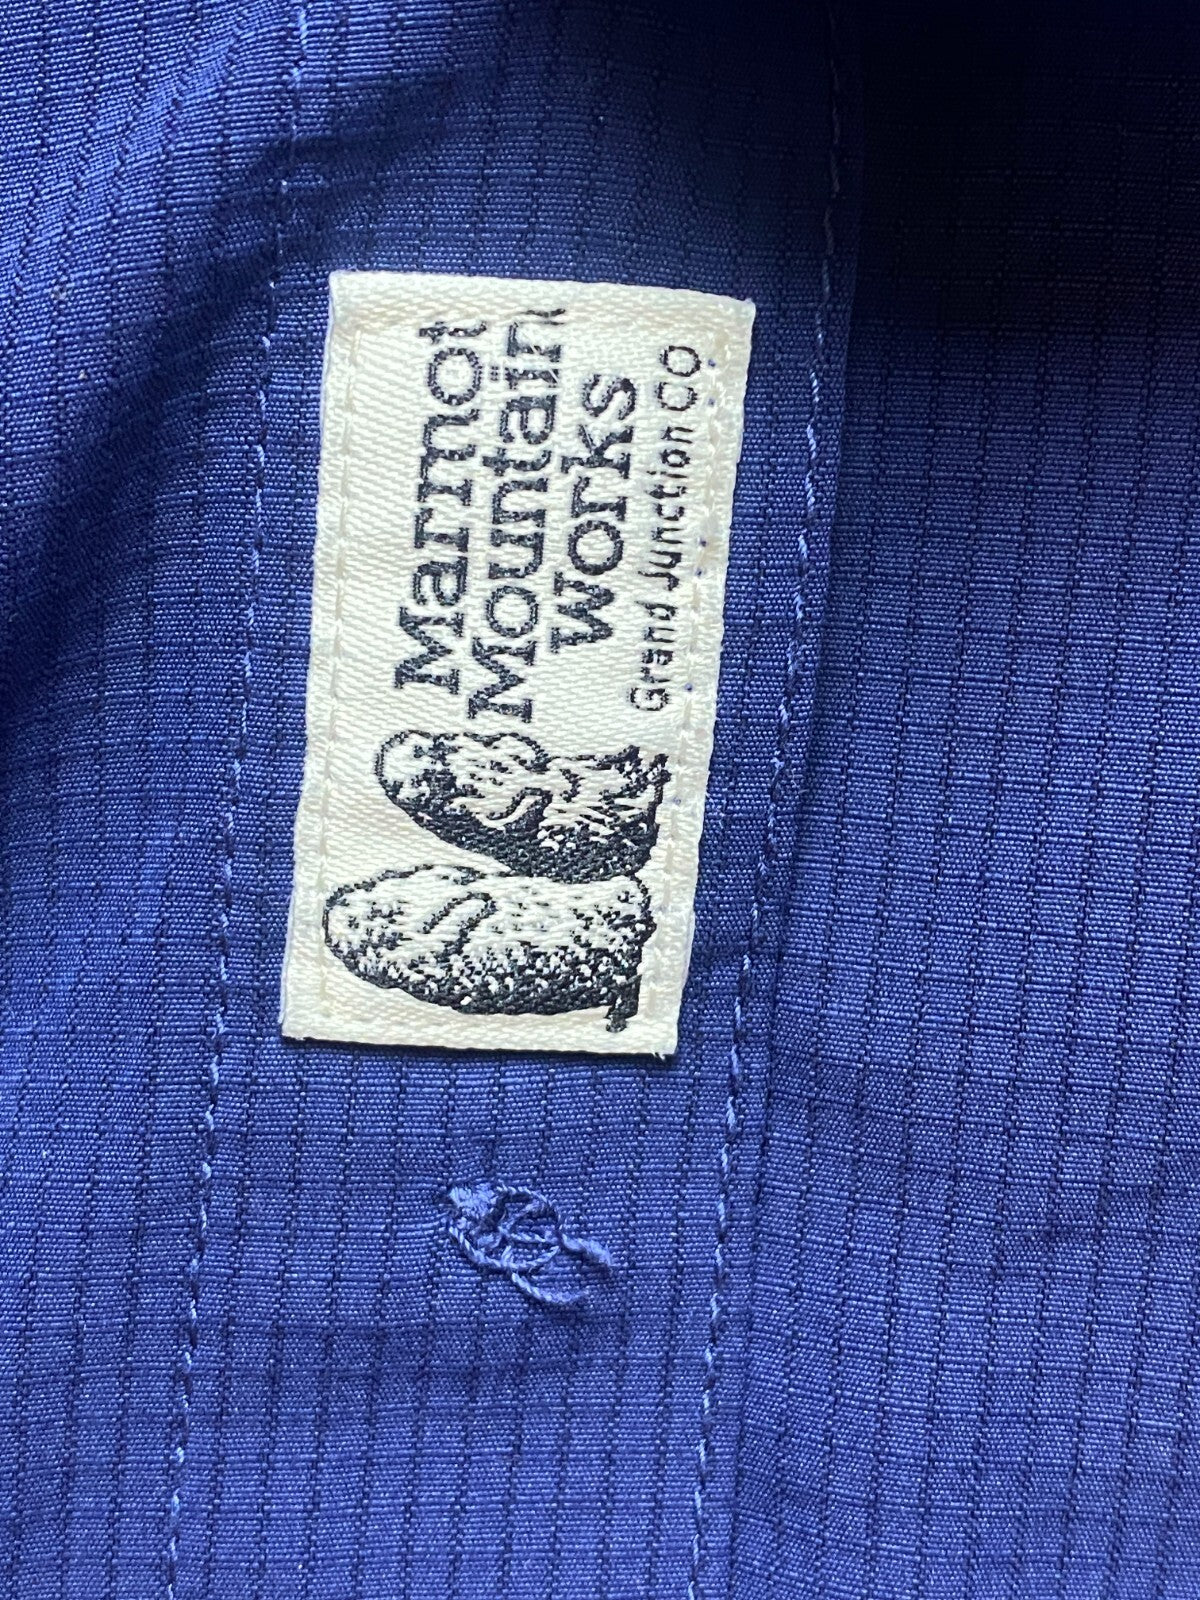 Marmot
Mountain
Works
Grand Junction CO